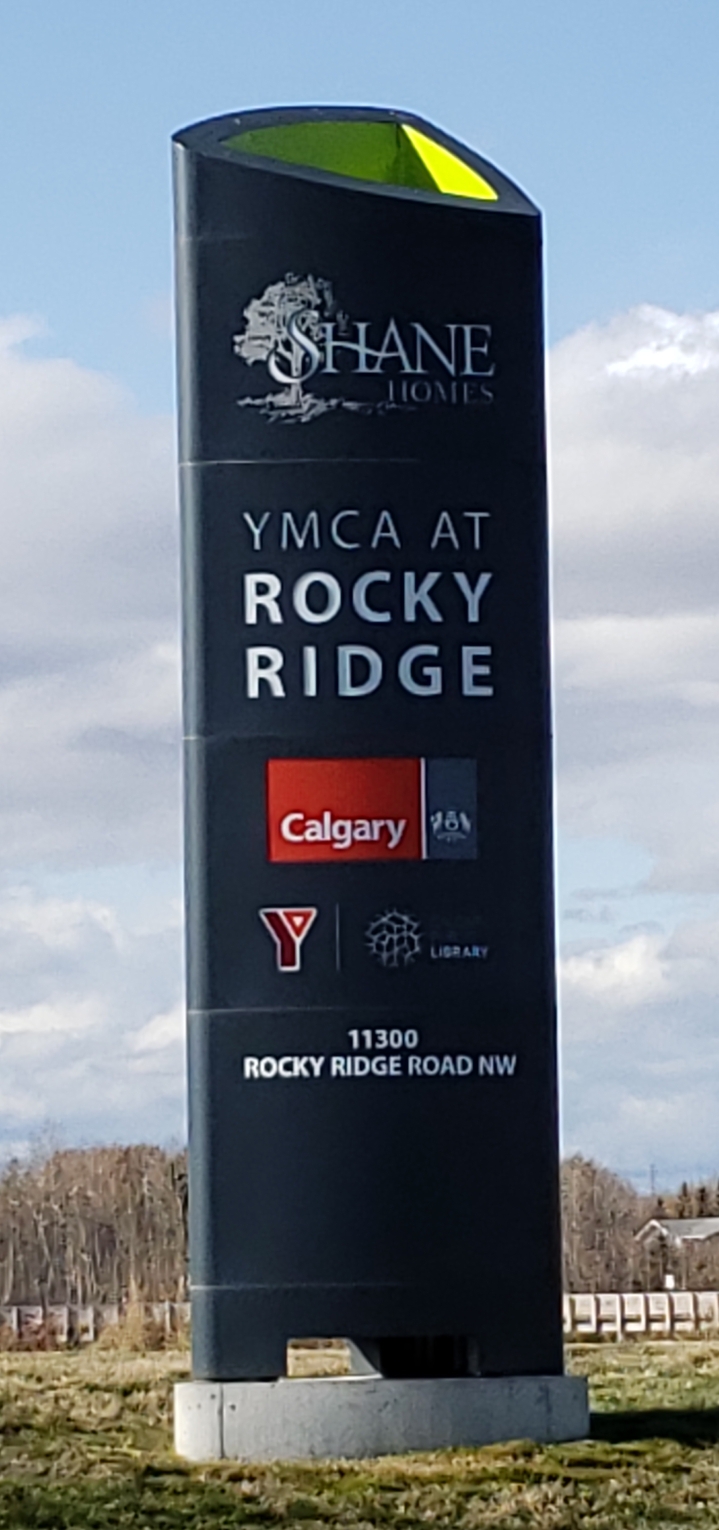 SHANE
HOMES
YMCA AT
ROCKY
RIDGE
Calgary
Y
LIBRARY
11300
ROCKY RIDGE ROAD NW